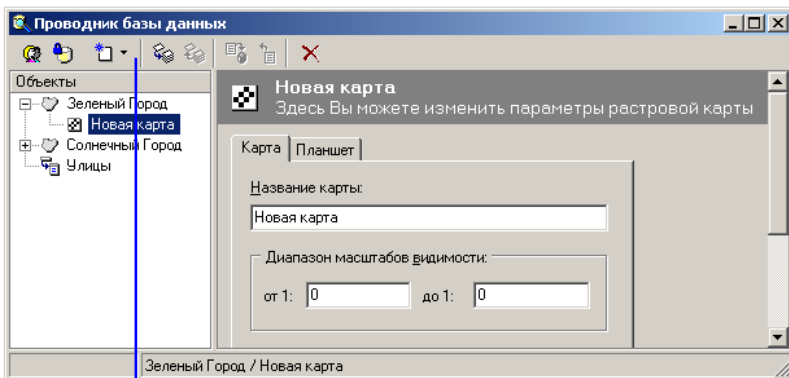 Проводник базы данных
Объекты
Зеленый Город
Новая карта
Солнечный Город
Улицы
Новая карта
Здесь Вы можете изменить параметры растровой карты
Карта
Планшет
Название карты:
Новая карта
Диапазон масштабов видимости:
от 1: 0 до 1: 0
Зеленый Город / Новая карта